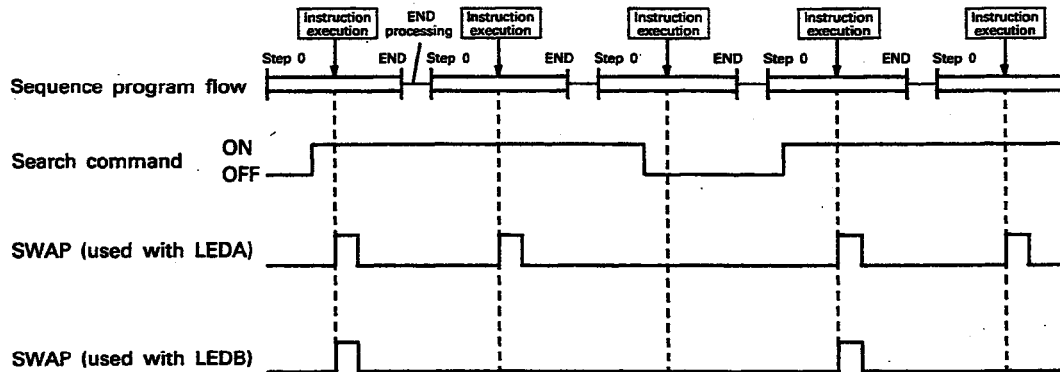 Instruction
execution
END
processing
Instruction
execution
Instruction
execution
Instruction
execution
Instruction
execution
Step 0
END
Step 0
END
Step 0
END
Step 0
END
Step 0
Sequence program flow
Search command
ON
OFF
SWAP (used with LEDA)
SWAP (used with LEDB)